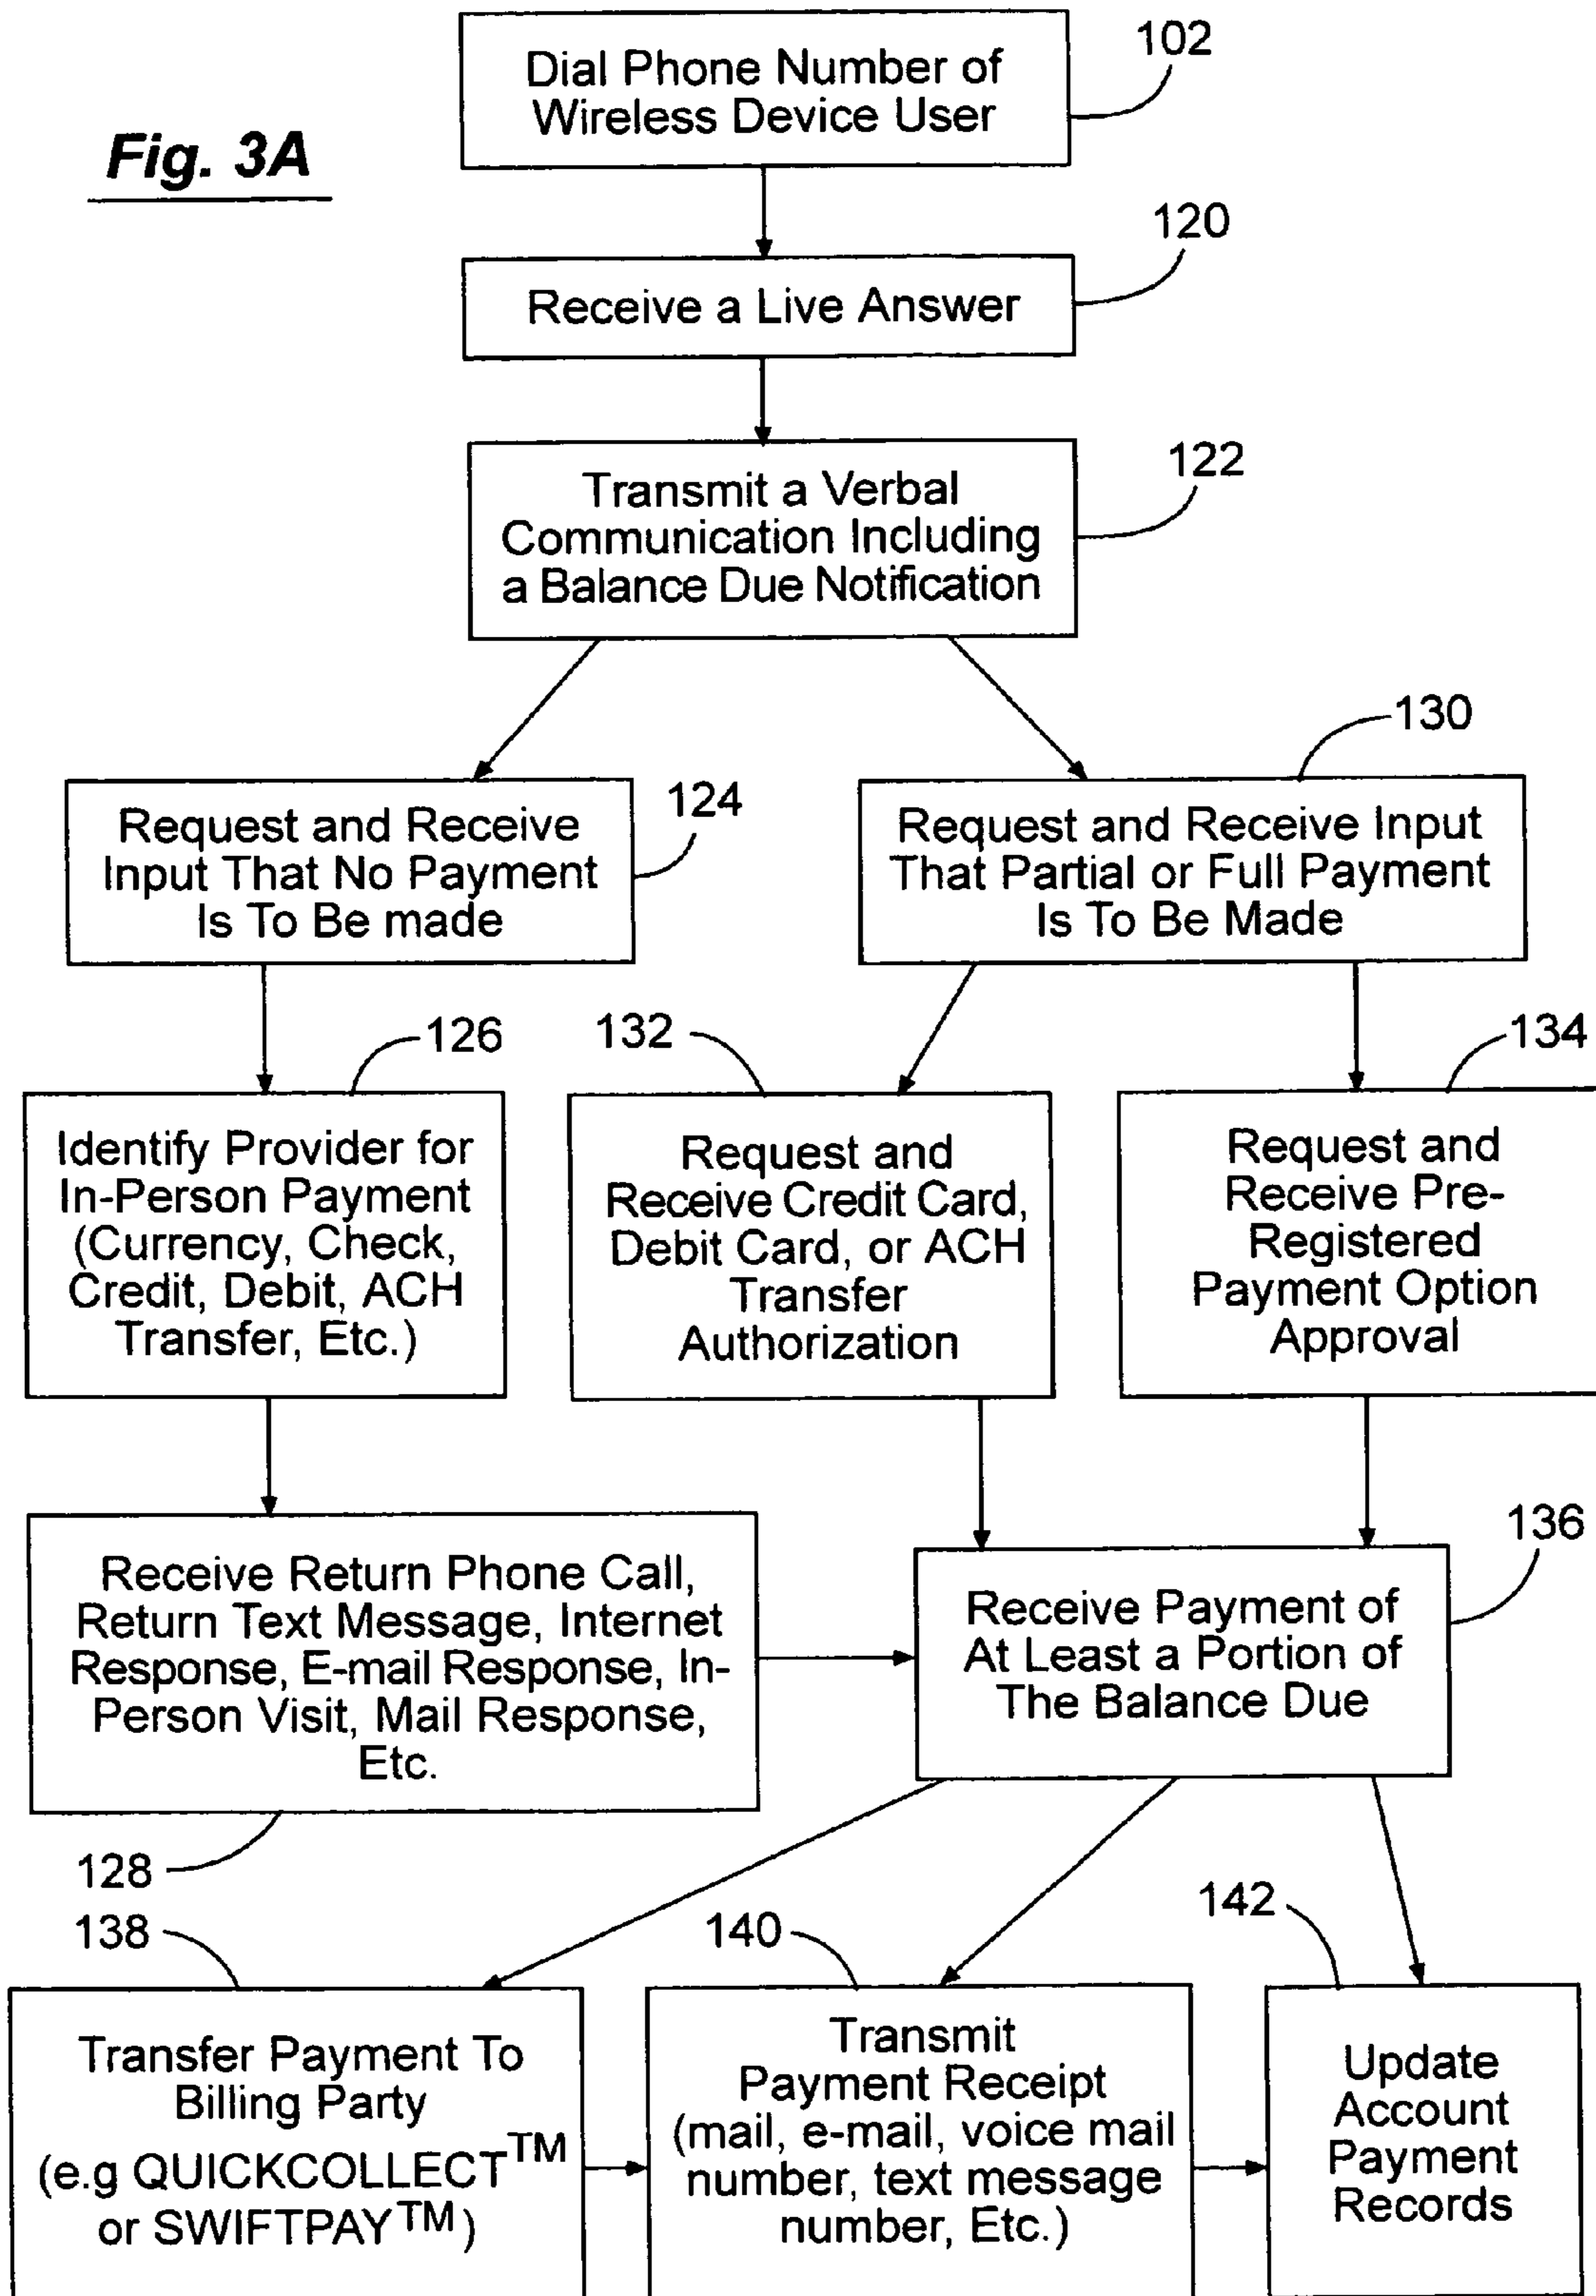 Fig. 3A
Dial Phone Number of
Wireless Device User
102
120
Receive a Live Answer
122
Transmit a Verbal
Communication Including
a Balance Due Notification
130
124
Request and Receive
Input That No Payment
Is To Be made
Request and Receive Input
That Partial or Full Payment
Is To Be Made
126
132
134
Identify Provider for
In-Person Payment
(Currency, Check,
Credit, Debit, ACH
Transfer, Etc.)
Request and
Receive Credit Card,
Debit Card, or ACH
Transfer
Authorization
Request and
Receive Pre-
Registered
Payment Option
Approval
136
Receive Return Phone Call,
Return Text Message, Internet
Response, E-mail Response, In-
Person Visit, Mail Response,
Etc.
Receive Payment of
At Least a Portion of
The Balance Due
128
138
140
142
Transfer Payment To
Billing Party
(e.g QUICKCOLLECT™
or SWIFTPAY™)
Transmit
Payment Receipt
(mail, e-mail, voice mail
number, text message
number, Etc.)
Update
Account
Payment
Records